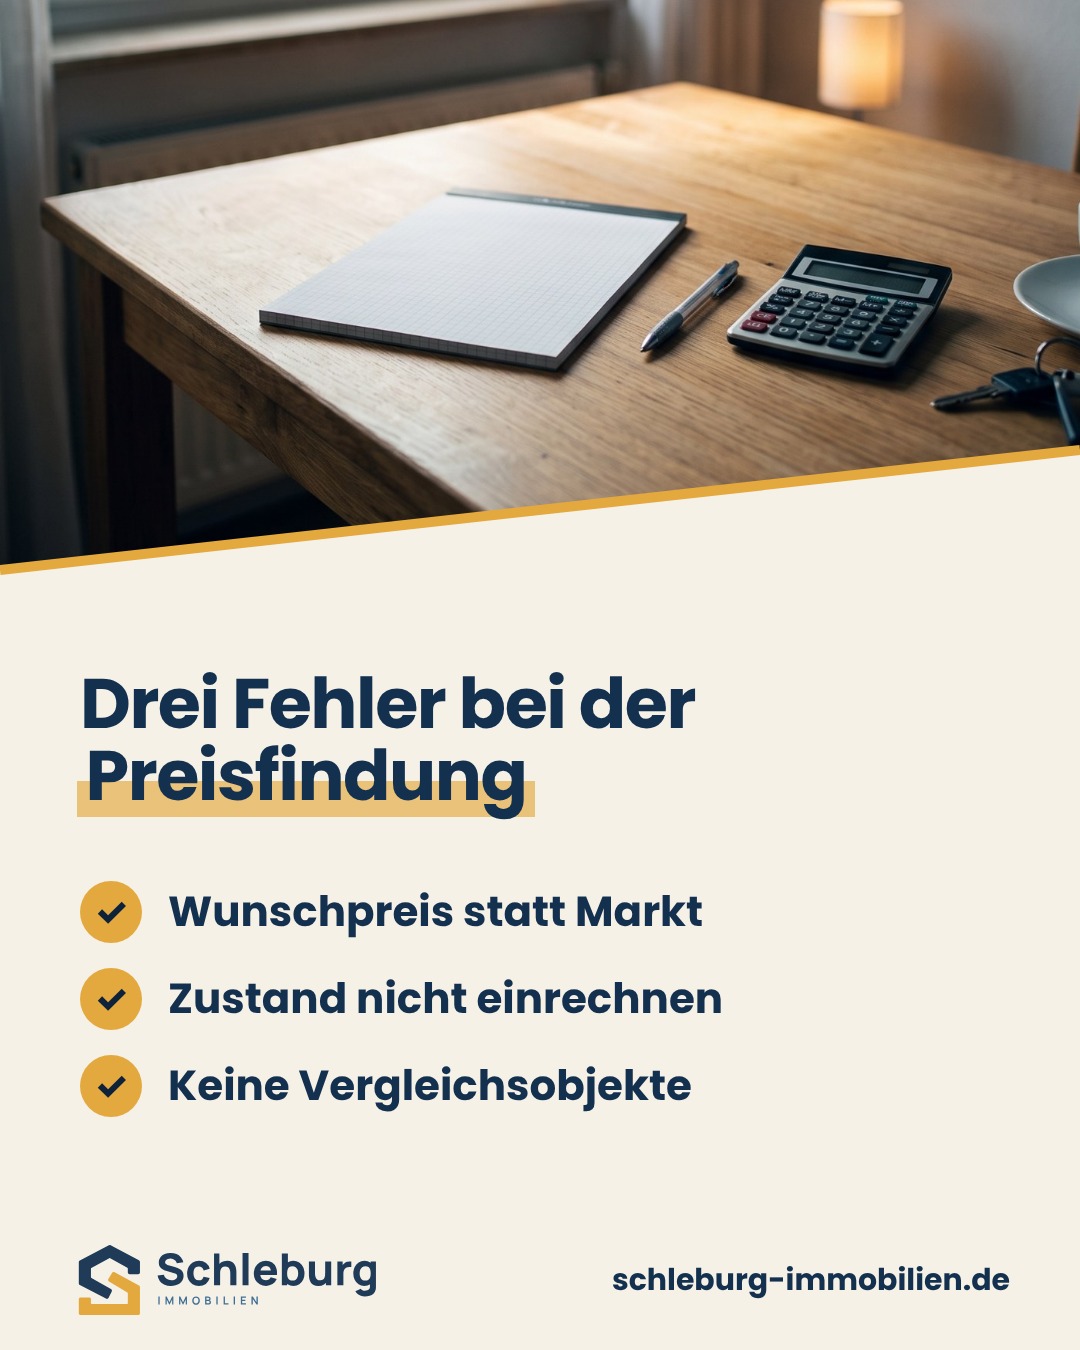 Drei Fehler bei der
Preisfindung
Wunschpreis statt Markt
Zustand nicht einrechnen
Keine Vergleichsobjekte
Schleburg
IMMOBILIEN
schleburg-immobilien.de